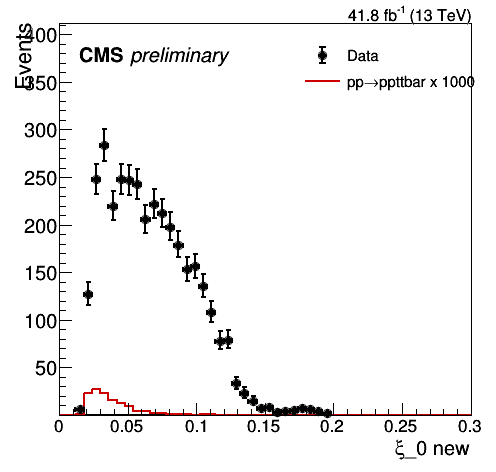 41.8 fb⁻¹ (13 TeV)
Events
CMS preliminary
Data
pp→ppttbar x 1000
400
350
300
250
200
150
100
50
0 0.05 0.1 0.15 0.2 0.25 0.3
ξ_0 new